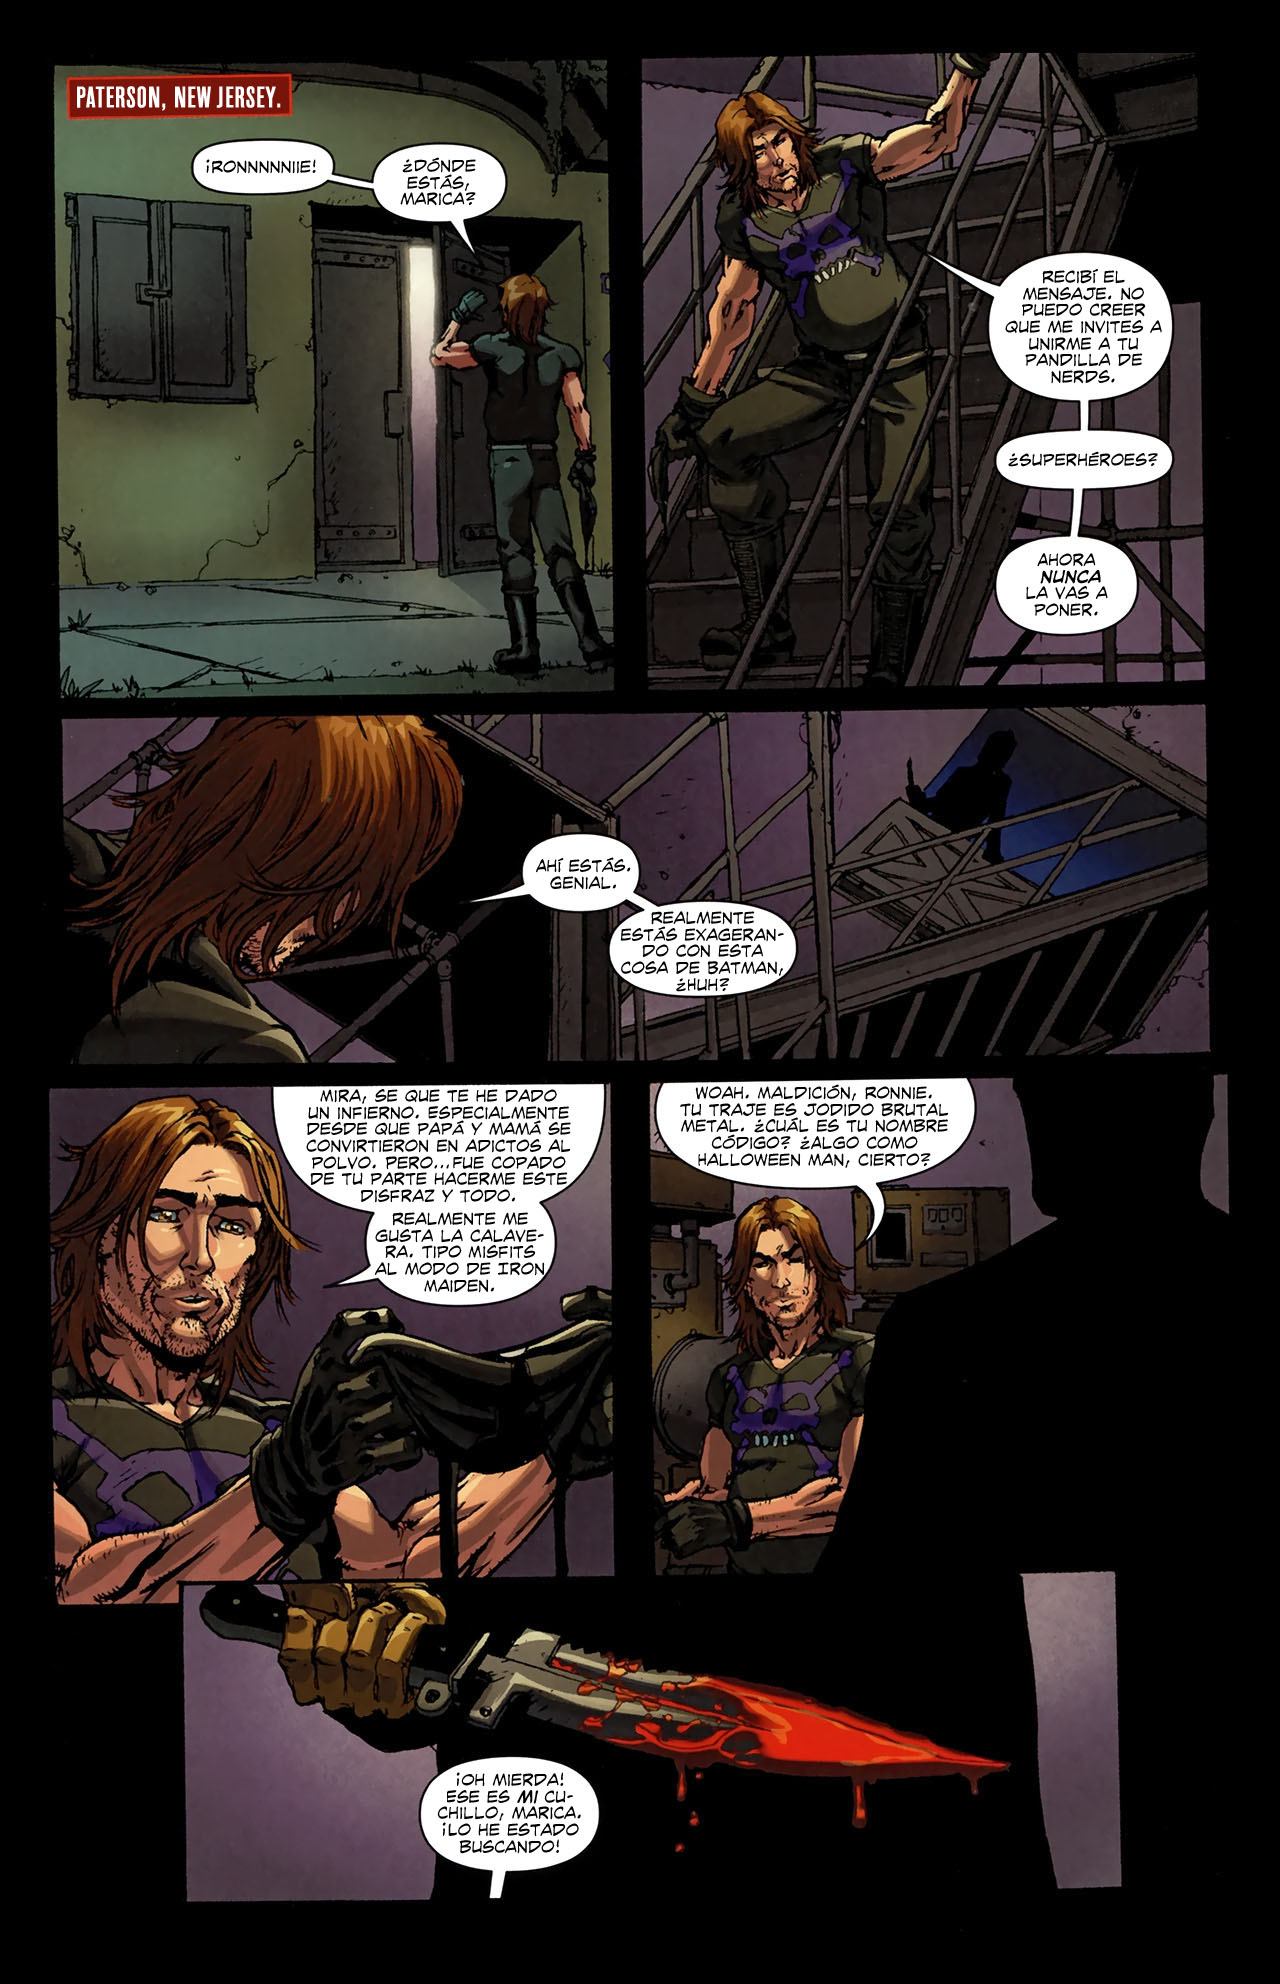 PATERSON, NEW JERSEY.
¡RONNNNNIIE!
¿DÓNDE
ESTÁS,
MARICA?
RECIBÍ EL
MENSAJE. NO
PUEDO CREER
QUE ME INVITES A
UNIRME A TU
PANDILLA DE
NERDS.
¿SUPERHÉROES?
AHORA
NUNCA
LA VAS A
PONER.
AHÍ ESTÁS.
GENIAL.
REALMENTE
ESTÁS EXAGERAN-
DO CON ESTA
COSA DE BATMAN,
¿HUH?
MIRA, SE QUE TE HE DADO
UN INFIERNO. ESPECIALMENTE
DESDE QUE PAPÁ Y MAMÁ SE
CONVIRTIERON EN ADICTOS AL
POLVO. PERO...FUE COPADO
DE TU PARTE HACERME ESTE
DISFRAZ Y TODO.
REALMENTE ME
GUSTA LA CALAVE-
RA. TIPO MISFITS
AL MODO DE IRON
MAIDEN.
WOAH. MALDICIÓN, RONNIE.
TU TRAJE ES JODIDO BRUTAL
METAL. ¿CUÁL ES TU NOMBRE
CÓDIGO? ¿ALGO COMO
HALLOWEEN MAN, CIERTO?
¡OH MIERDA!
ESE ES MI CU-
CHILLO, MARICA.
¡LO HE ESTADO
BUSCANDO!